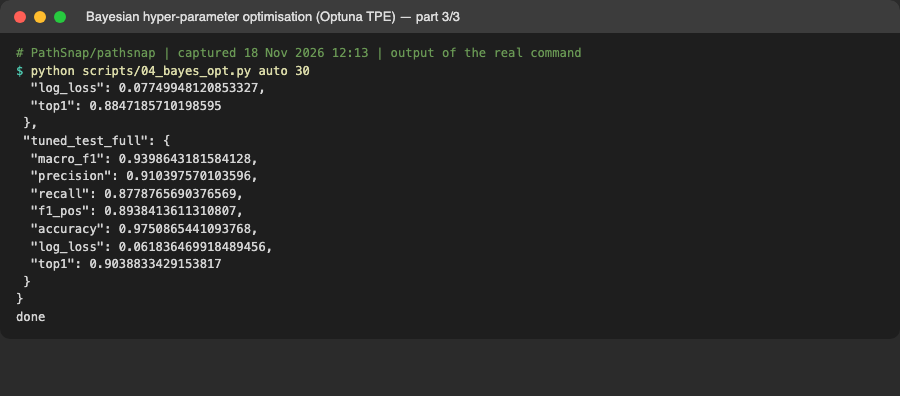 Bayesian hyper-parameter optimisation (Optuna TPE) — part 3/3
# PathSnap/pathsnap | captured 18 Nov 2026 12:13 | output of the real command
$ python scripts/04_bayes_opt.py auto 30
"log_loss": 0.07749948120853327,
"top1": 0.8847185710198595
},
"tuned_test_full": {
"macro_f1": 0.9398643181584128,
"precision": 0.910397570103596,
"recall": 0.8778765690376569,
"f1_pos": 0.8938413611310807,
"accuracy": 0.9750865441093768,
"log_loss": 0.061836469918489456,
"top1": 0.9038833429153817
}
}
done